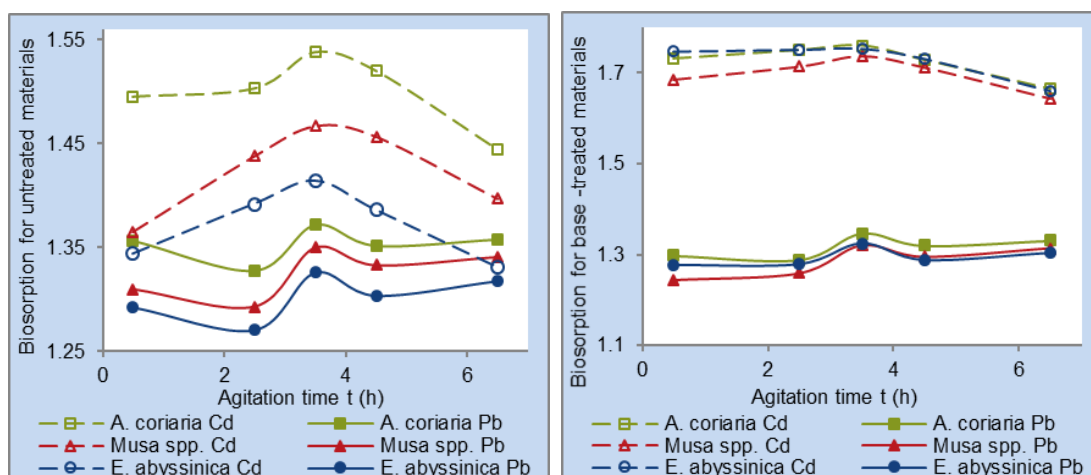 Biosorption for untreated materials
1.55
1.45
1.35
1.25
0
2
4
6
Agitation time t (h)
A. coriaria Cd
A. coriaria Pb
Musa spp. Cd
Musa spp. Pb
E. abyssinica Cd
E. abyssinica Pb
Biosorption for base -treated materials
1.7
1.5
1.3
1.1
0
2
4
6
Agitation time t (h)
A. coriaria Cd
A. coriaria Pb
Musa spp. Cd
Musa spp. Pb
E. abyssinica Cd
E. abyssinica Pb